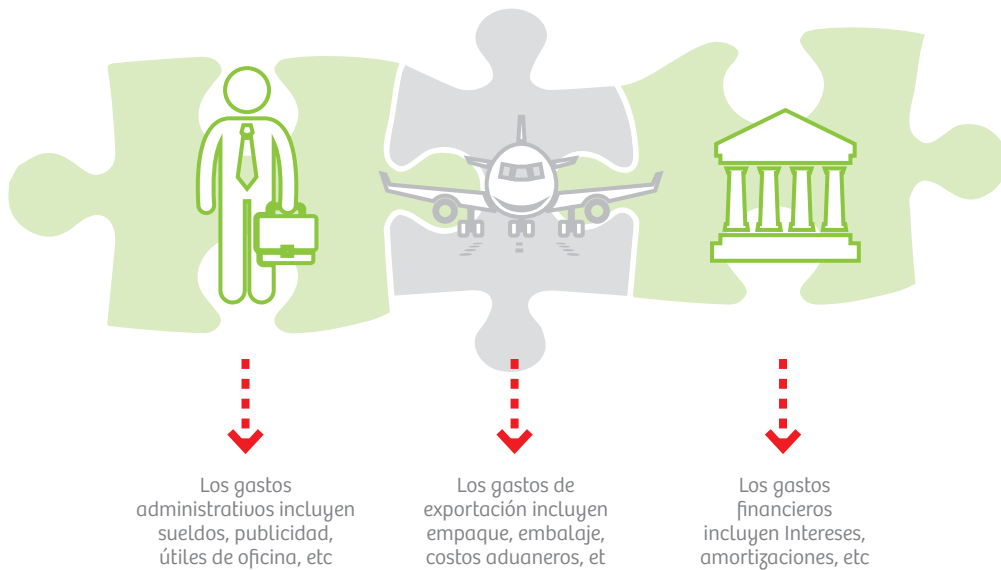 Los gastos
administrativos incluyen
sueldos, publicidad,
útiles de oficina, etc
Los gastos de
exportación incluyen
empaque, embalaje,
costos aduaneros, et
Los gastos
financieros
incluyen Intereses,
amortizaciones, etc